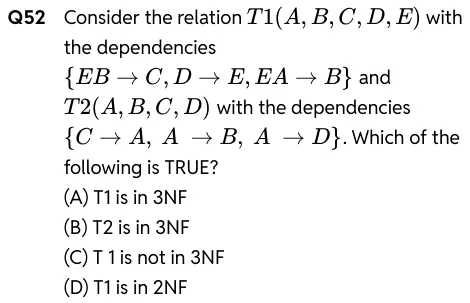 Q52 Consider the relation T1(A, B, C, D, E) with
the dependencies
{EB → C, D → E, EA → B} and
T2(A, B, C, D) with the dependencies
{C → A, A → B, A → D}. Which of the
following is TRUE?
(A) T1 is in 3NF
(B) T2 is in 3NF
(C) T 1 is not in 3NF
(D) T1 is in 2NF